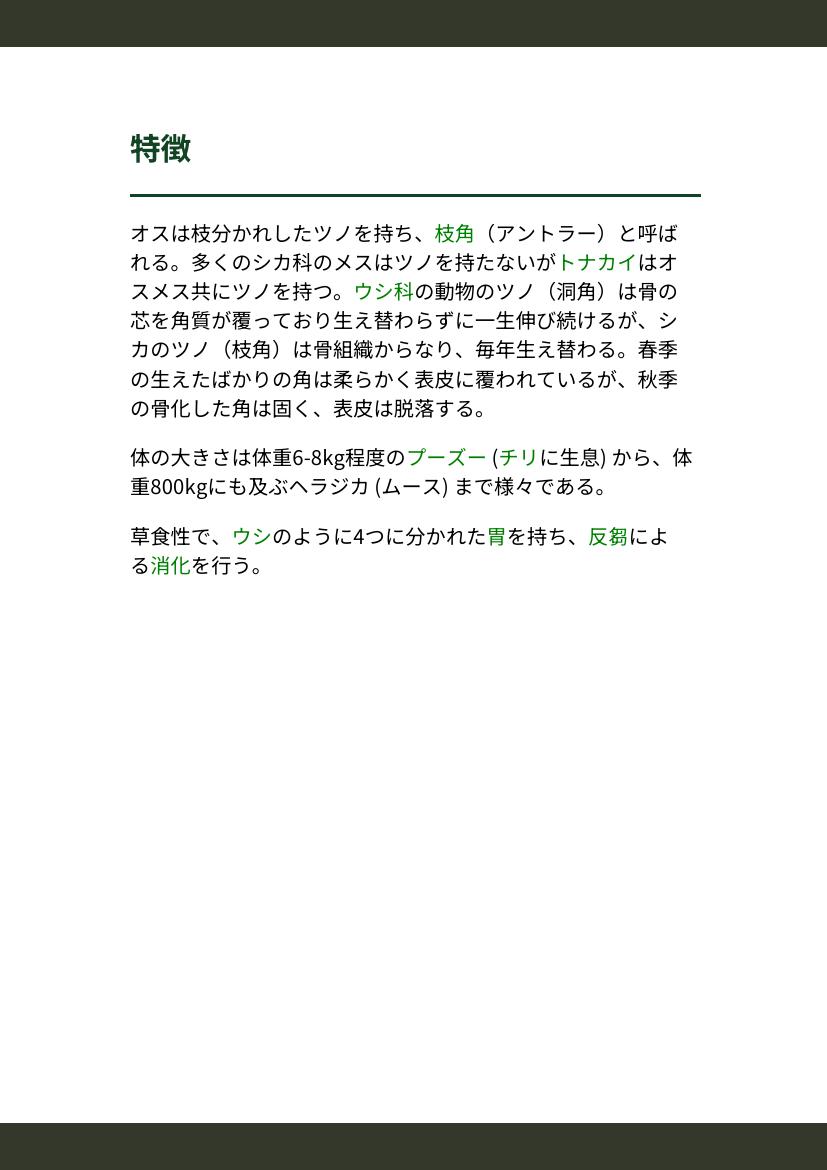 特徴
オスは枝分かれしたツノを持ち、枝角（アントラー）と呼ば
れる。多くのシカ科のメスはツノを持たないがトナカイはオ
スメス共にツノを持つ。ウシ科の動物のツノ（洞角）は骨の
芯を角質が覆っており生え替わらずに一生伸び続けるが、シ
カのツノ（枝角）は骨組織からなり、毎年生え替わる。春季
の生えたばかりの角は柔らかく表皮に覆われているが、秋季
の骨化した角は固く、表皮は脱落する。
体の大きさは体重6-8kg程度のプーズー (チリに生息) から、体
重800kgにも及ぶヘラジカ (ムース) まで様々である。
草食性で、ウシのように4つに分かれた胃を持ち、反芻によ
る消化を行う。